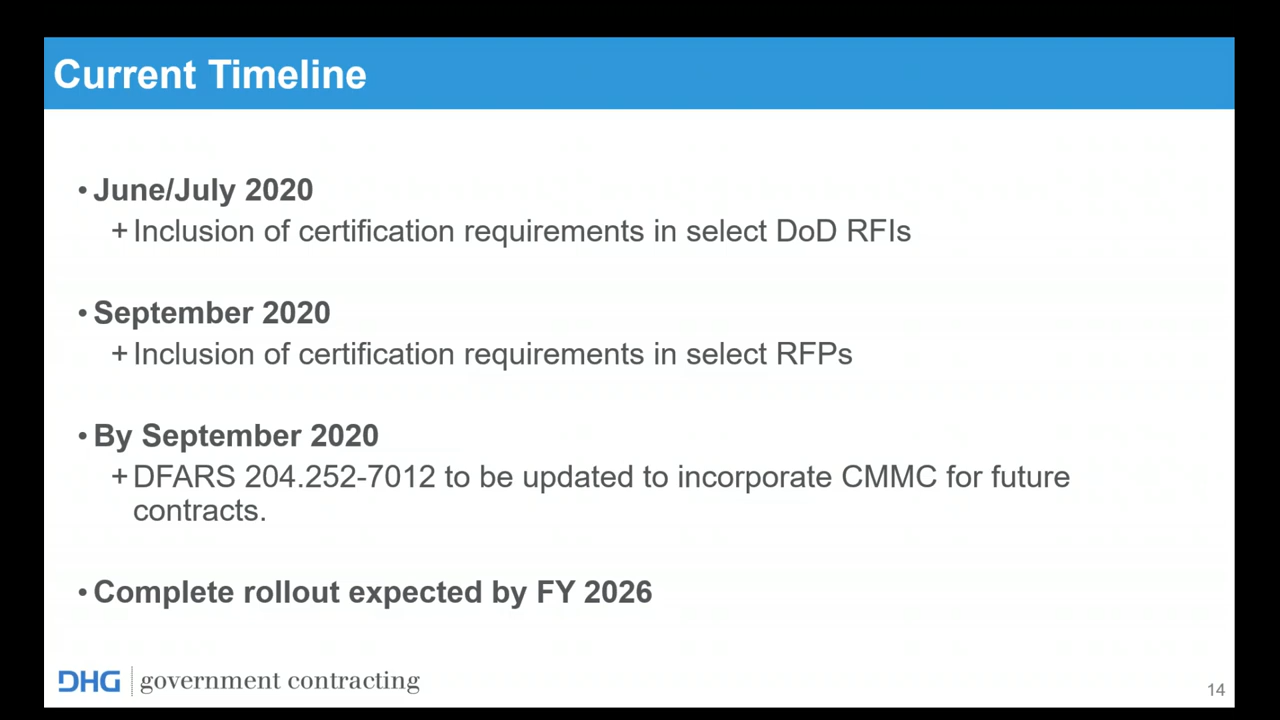 Current Timeline
• June/July 2020
+ Inclusion of certification requirements in select DoD RFIs
• September 2020
+ Inclusion of certification requirements in select RFPs
• By September 2020
+ DFARS 204.252-7012 to be updated to incorporate CMMC for future
contracts.
• Complete rollout expected by FY 2026
DHG government contracting
14